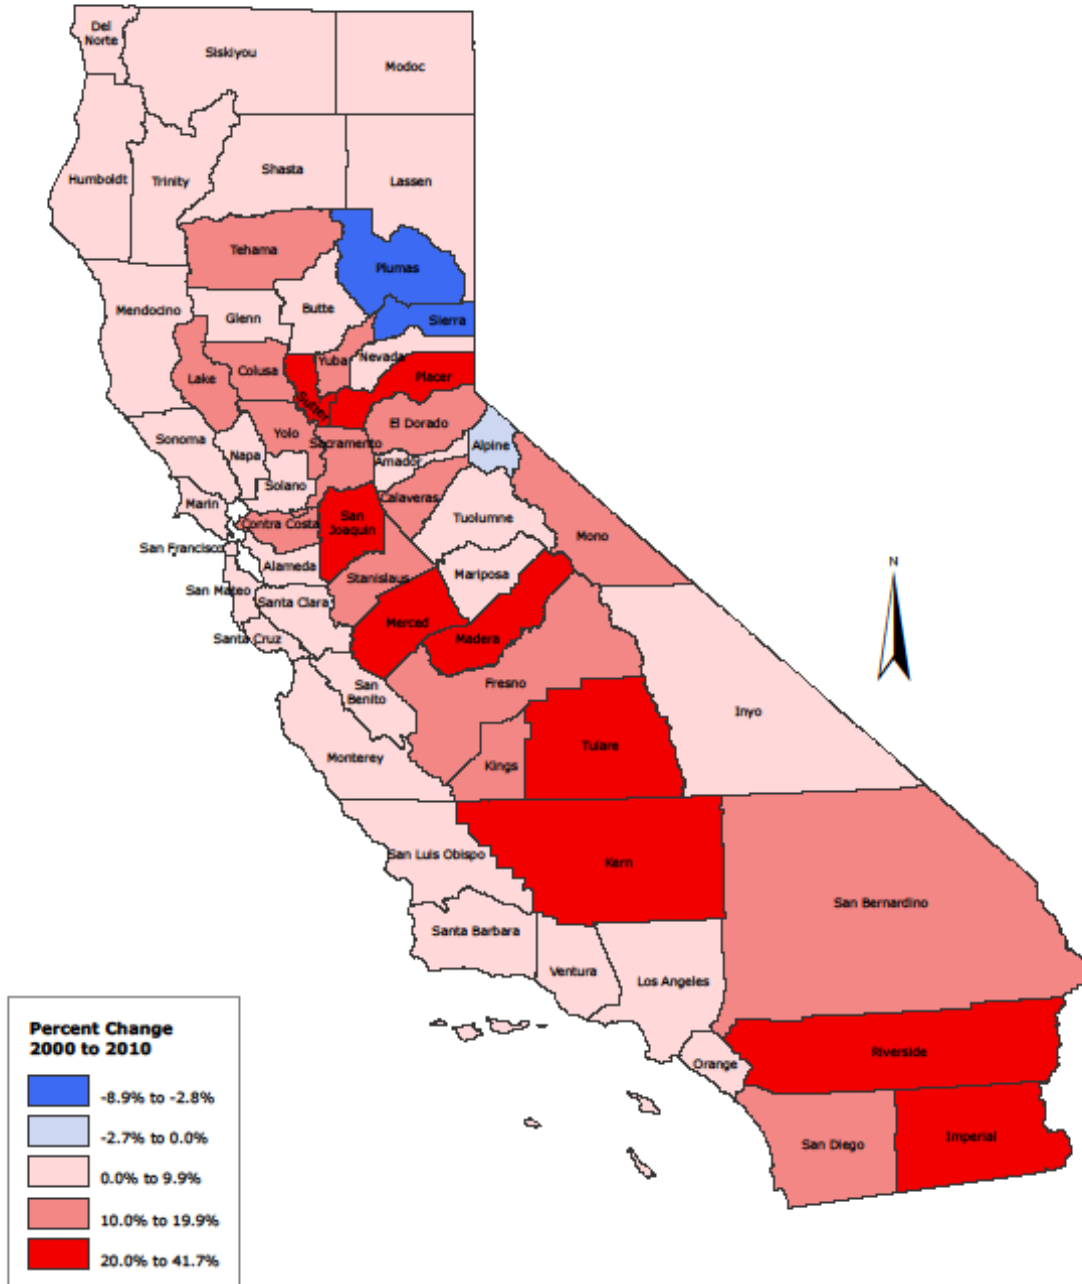 Del
Norte
Siskiyou
Modoc
Humboldt
Trinity
Shasta
Lassen
Tehama
Plumas
Mendocino
Glenn
Butte
Sierra
Lake
Colusa
Sutter
Yuba
Nevada
Placer
Sonoma
Napa
Yolo
Sacramento
El Dorado
Alpine
Amador
Solano
Marin
Calaveras
Contra Costa
San
Joaquin
Tuolumne
Mono
San Francisco
Alameda
Stanislaus
Mariposa
N
San Mateo
Santa Clara
Merced
Madera
Santa Cruz
San
Benito
Fresno
Inyo
Monterey
Kings
Tulare
San Luis Obispo
Kern
San Bernardino
Santa Barbara
Ventura
Los Angeles
Orange
Riverside
San Diego
Imperial
Percent Change
2000 to 2010
-8.9% to -2.8%
-2.7% to 0.0%
0.0% to 9.9%
10.0% to 19.9%
20.0% to 41.7%